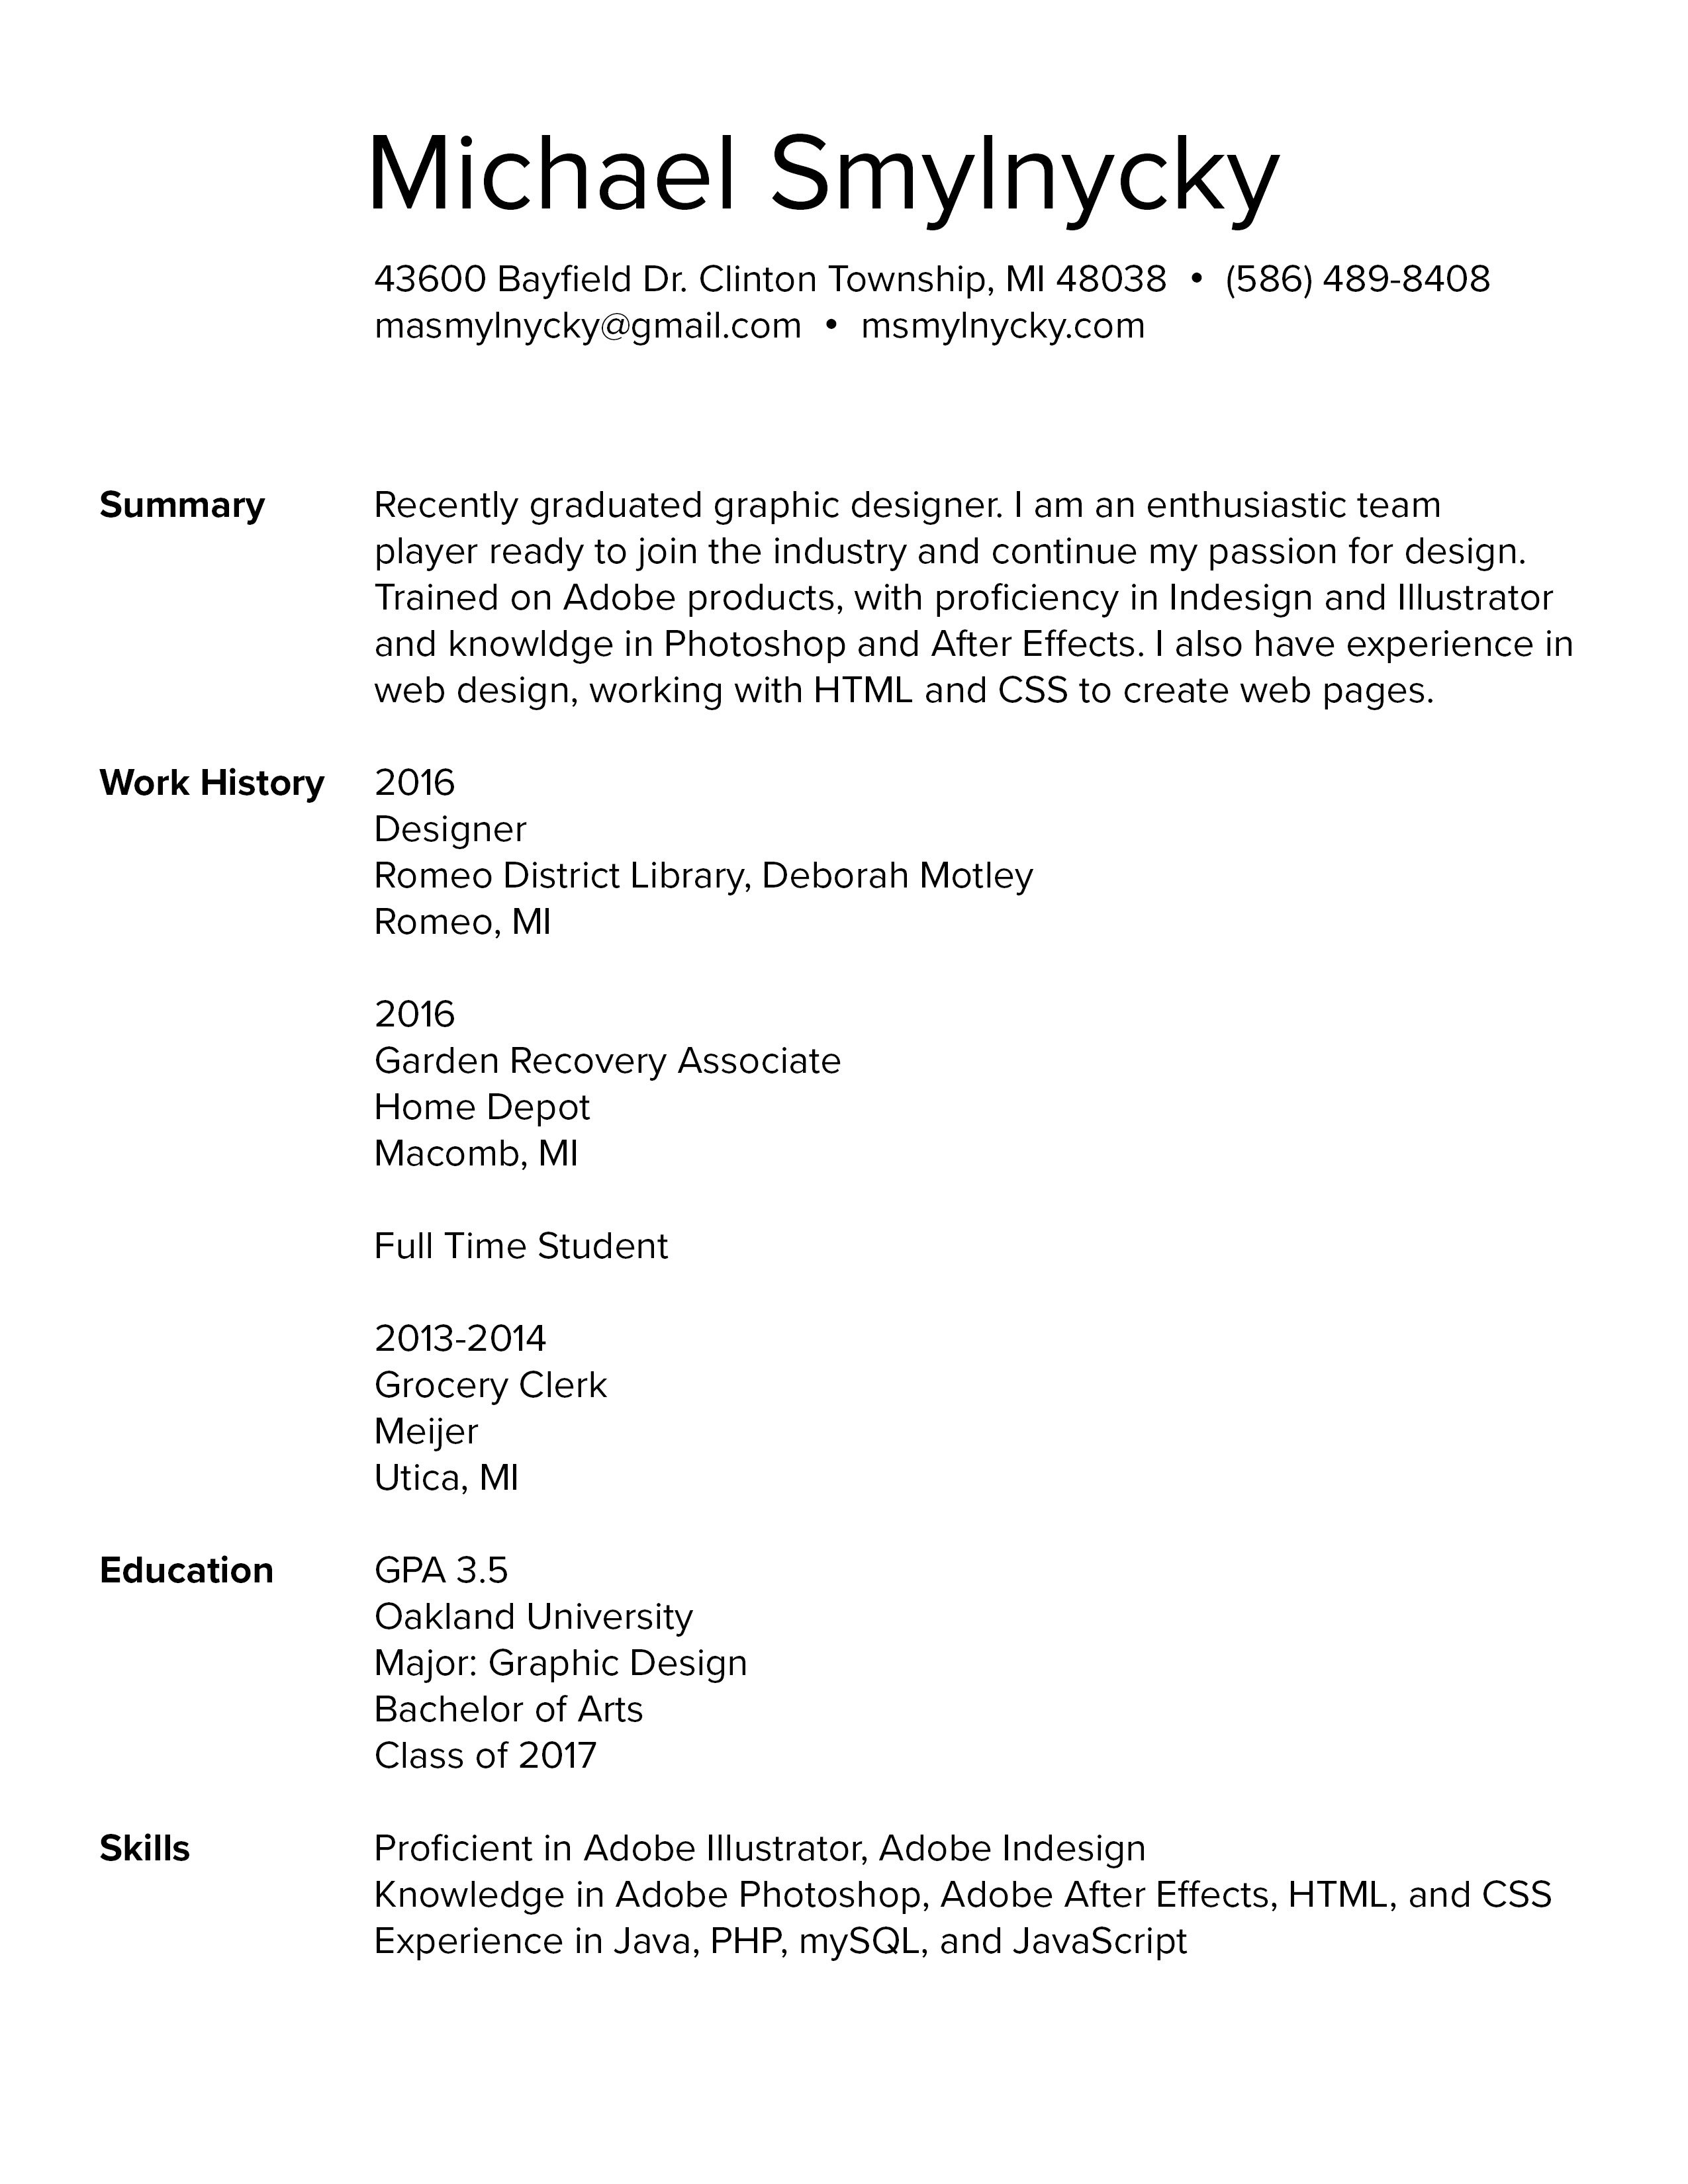 Michael Smylnycky
43600 Bayfield Dr. Clinton Township, MI 48038 • (586) 489-8408
masmylnycky@gmail.com • msmylnycky.com
Summary Recently graduated graphic designer. I am an enthusiastic team
player ready to join the industry and continue my passion for design.
Trained on Adobe products, with proficiency in Indesign and Illustrator
and knowldge in Photoshop and After Effects. I also have experience in
web design, working with HTML and CSS to create web pages.
Work History 2016
Designer
Romeo District Library, Deborah Motley
Romeo, MI
2016
Garden Recovery Associate
Home Depot
Macomb, MI
Full Time Student
2013-2014
Grocery Clerk
Meijer
Utica, MI
Education GPA 3.5
Oakland University
Major: Graphic Design
Bachelor of Arts
Class of 2017
Skills Proficient in Adobe Illustrator, Adobe Indesign
Knowledge in Adobe Photoshop, Adobe After Effects, HTML, and CSS
Experience in Java, PHP, mySQL, and JavaScript